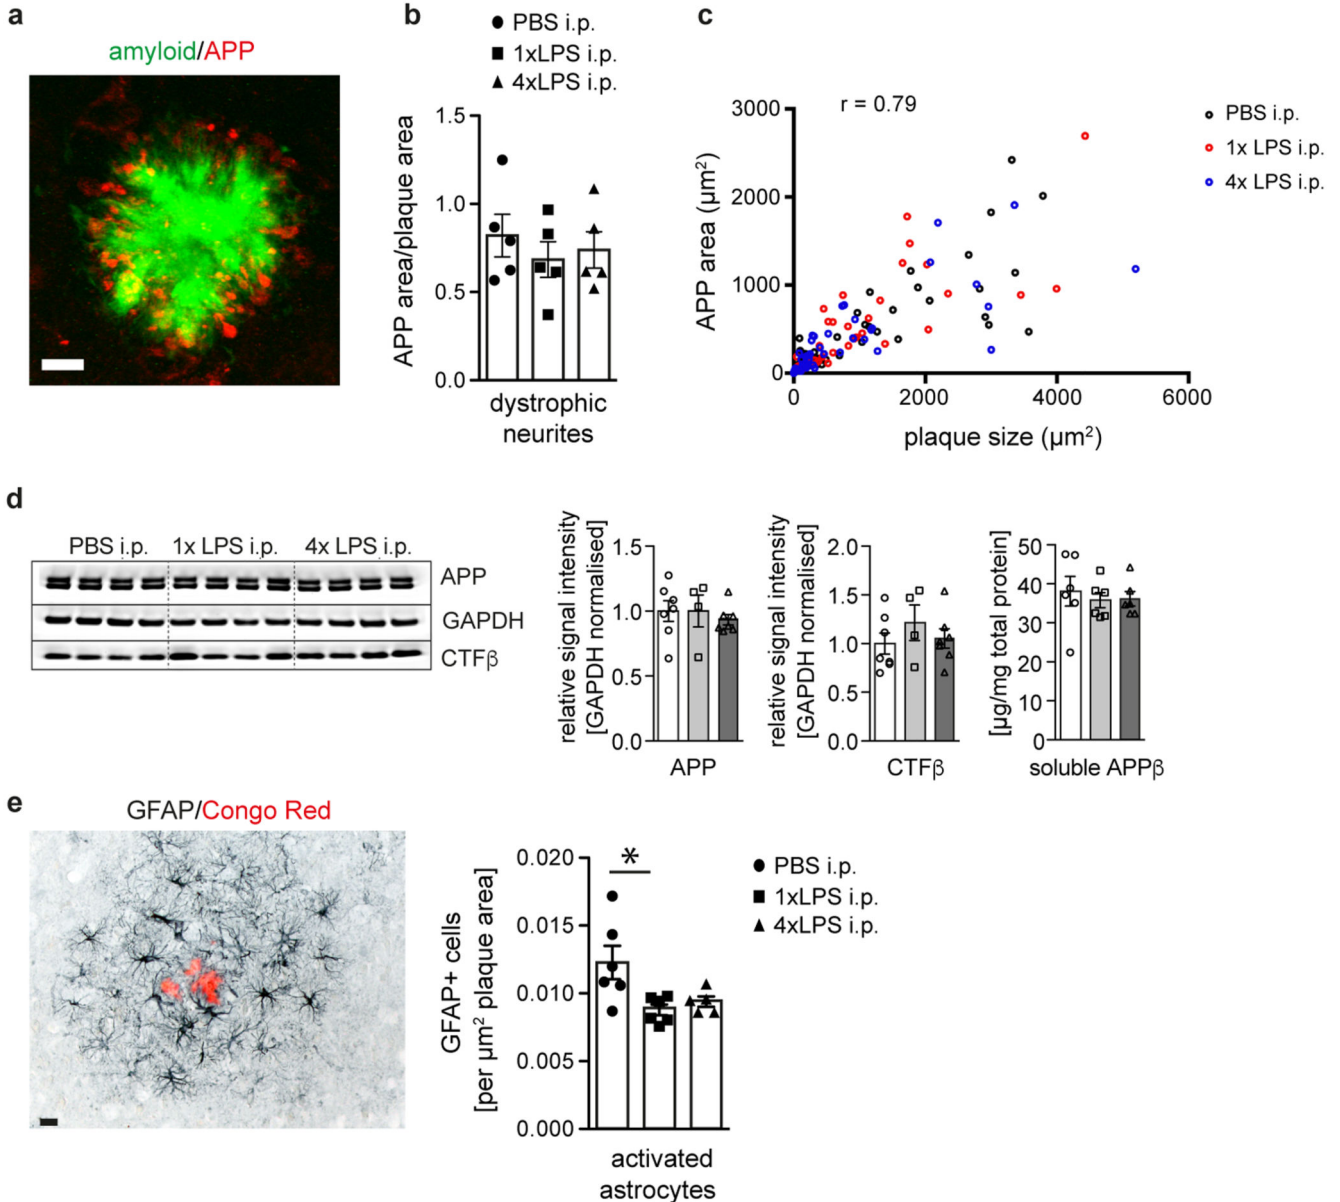 a
amyloid/APP
b
PBS i.p.
1xLPS i.p.
4xLPS i.p.
APP area/plaque area
1.5
1.0
0.5
0.0
dystrophic
neurites
c
r = 0.79
APP area (µm²)
3000
2000
1000
0
0 2000 4000 6000
plaque size (µm²)
PBS i.p.
1x LPS i.p.
4x LPS i.p.
d
PBS i.p. 1x LPS i.p. 4x LPS i.p.
APP
GAPDH
CTFβ
relative signal intensity
[GAPDH normalised]
1.5
1.0
0.5
0.0
APP
relative signal intensity
[GAPDH normalised]
2.0
1.5
1.0
0.5
0.0
CTFβ
[µg/mg total protein]
50
40
30
20
10
0
soluble APPβ
e
GFAP/Congo Red
GFAP+ cells
[per µm² plaque area]
0.020
0.015
0.010
0.005
0.000
*
activated
astrocytes
PBS i.p.
1xLPS i.p.
4xLPS i.p.